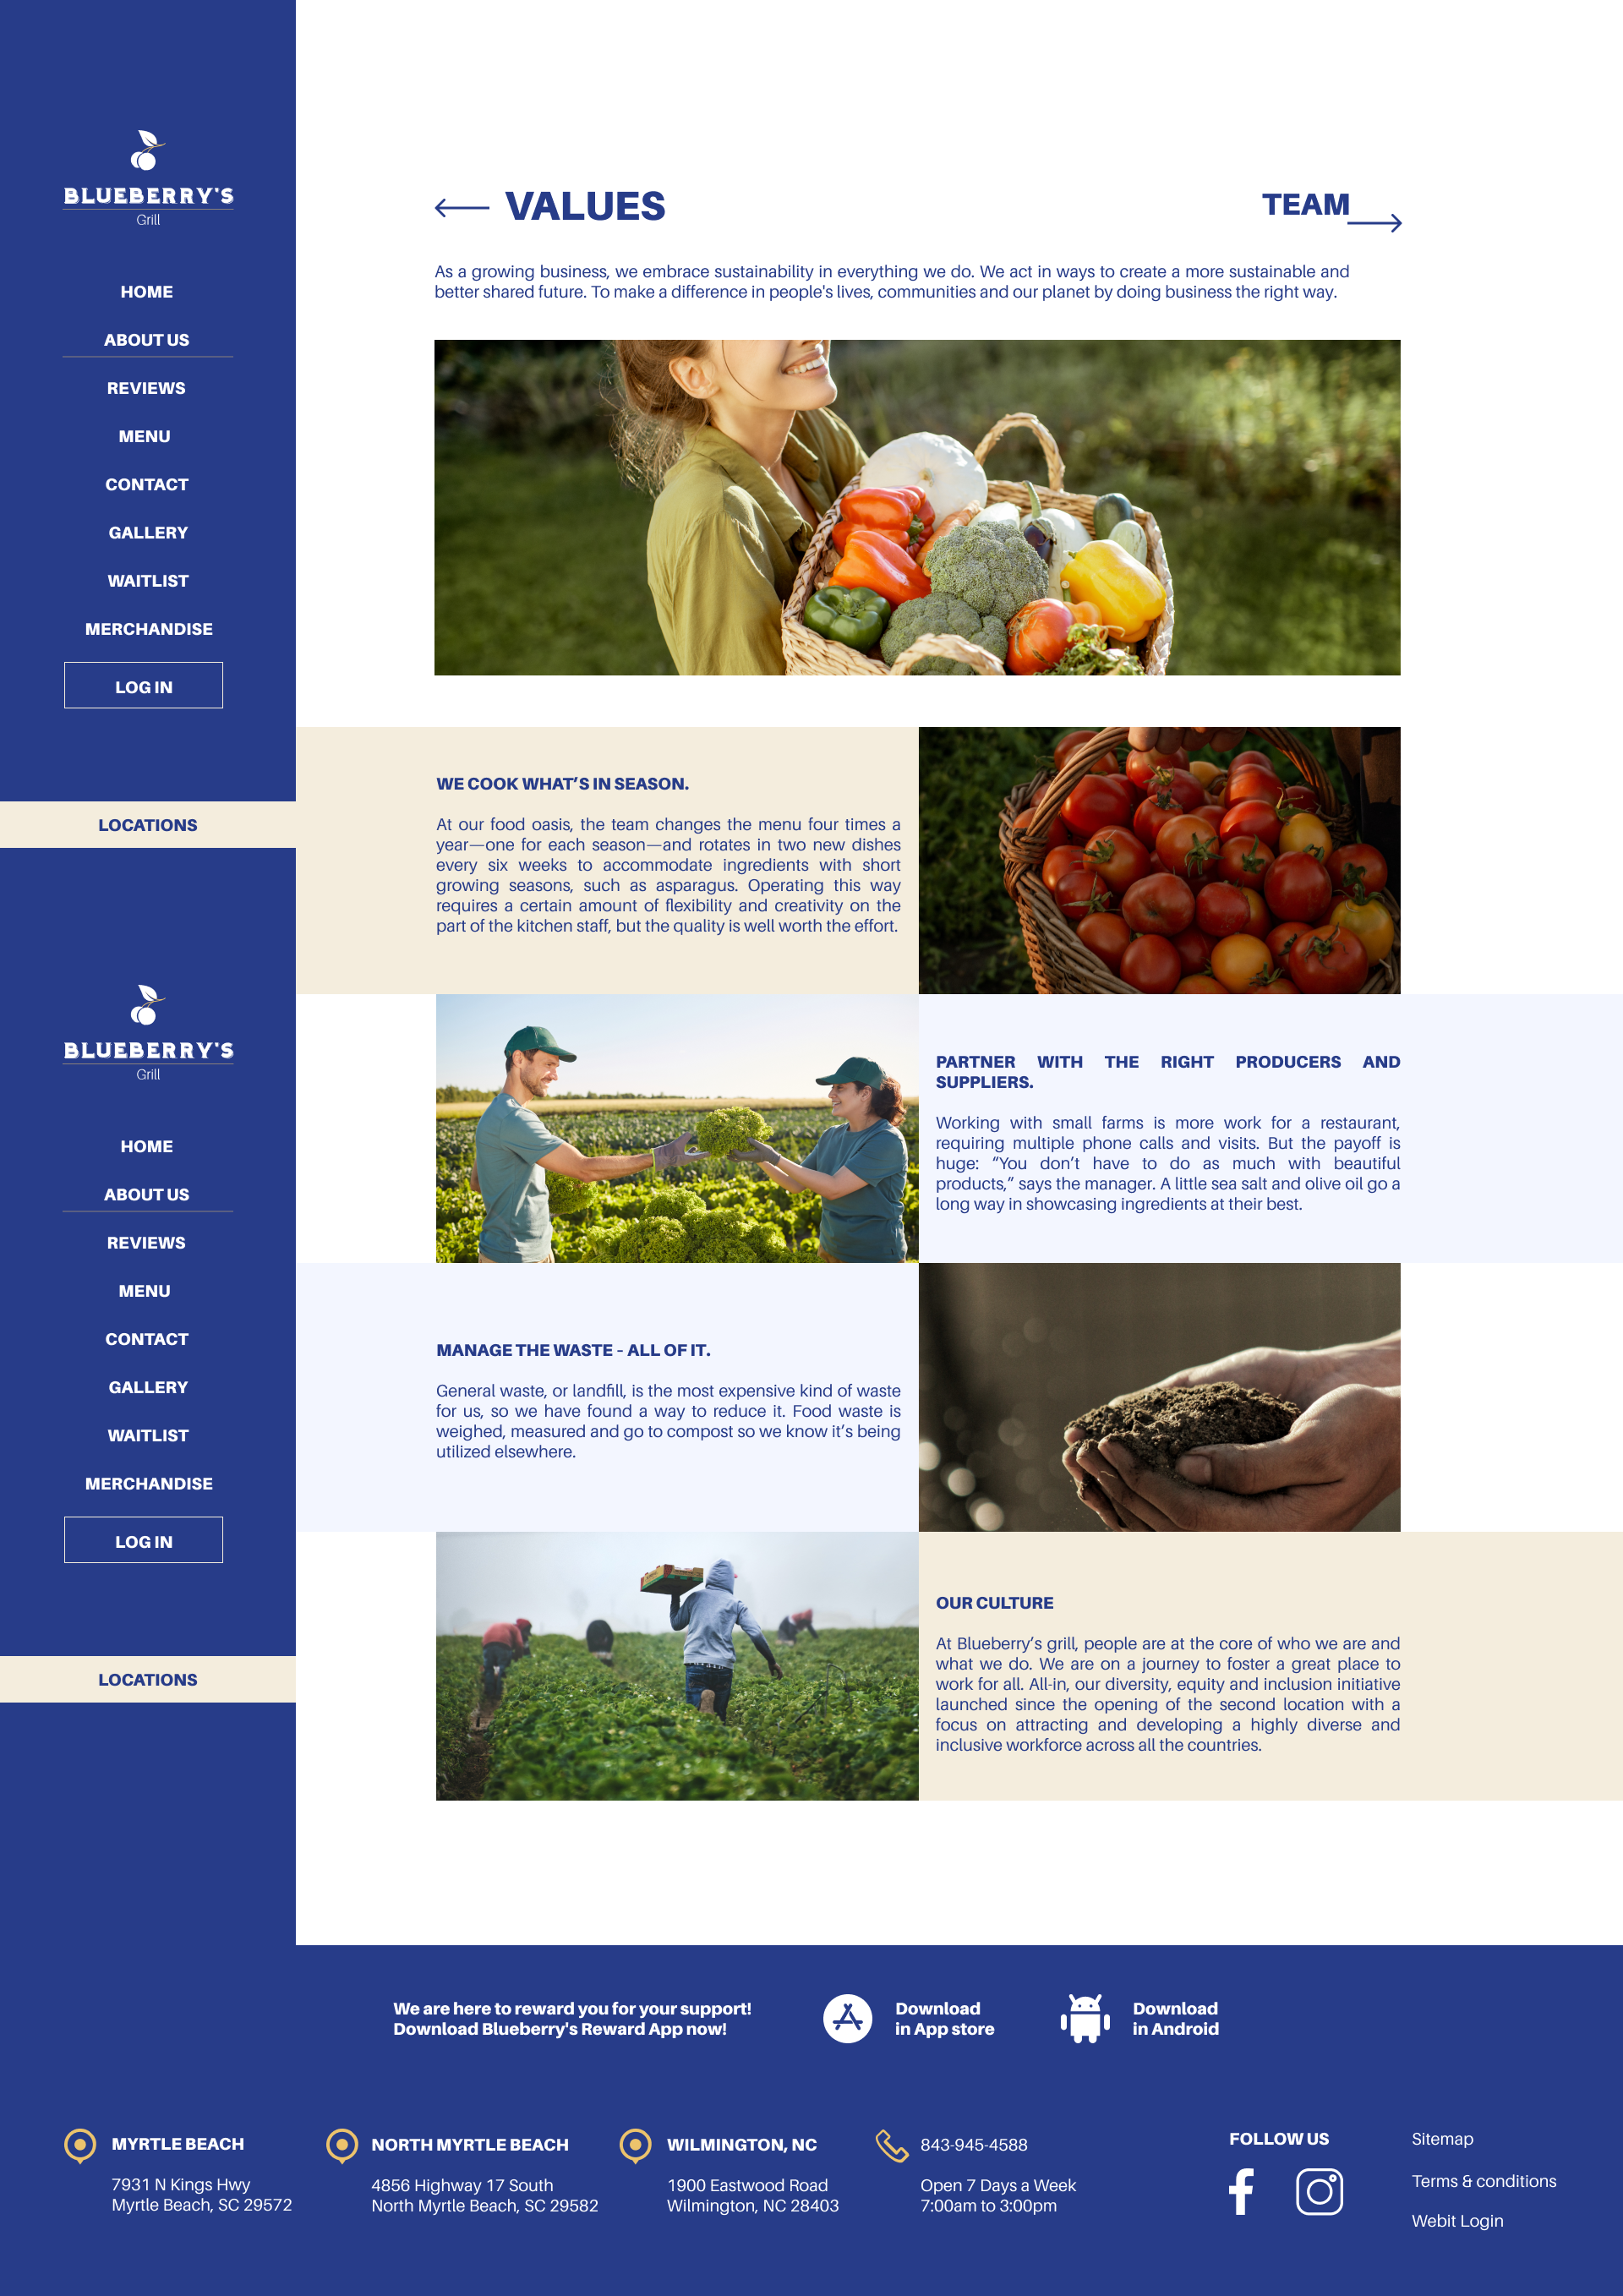 BLUEBERRY'S
Grill
HOME
ABOUT US
REVIEWS
MENU
CONTACT
GALLERY
WAITLIST
MERCHANDISE
LOG IN
LOCATIONS
BLUEBERRY'S
Grill
HOME
ABOUT US
REVIEWS
MENU
CONTACT
GALLERY
WAITLIST
MERCHANDISE
LOG IN
LOCATIONS
VALUES
TEAM
As a growing business, we embrace sustainability in everything we do. We act in ways to create a more sustainable and
better shared future. To make a difference in people's lives, communities and our planet by doing business the right way.
WE COOK WHAT’S IN SEASON.
At our food oasis, the team changes the menu four times a
year—one for each season—and rotates in two new dishes
every six weeks to accommodate ingredients with short
growing seasons, such as asparagus. Operating this way
requires a certain amount of flexibility and creativity on the
part of the kitchen staff, but the quality is well worth the effort.
PARTNER WITH THE RIGHT PRODUCERS AND
SUPPLIERS.
Working with small farms is more work for a restaurant,
requiring multiple phone calls and visits. But the payoff is
huge: “You don’t have to do as much with beautiful
products,” says the manager. A little sea salt and olive oil go a
long way in showcasing ingredients at their best.
MANAGE THE WASTE - ALL OF IT.
General waste, or landfill, is the most expensive kind of waste
for us, so we have found a way to reduce it. Food waste is
weighed, measured and go to compost so we know it’s being
utilized elsewhere.
OUR CULTURE
At Blueberry’s grill, people are at the core of who we are and
what we do. We are on a journey to foster a great place to
work for all. All-in, our diversity, equity and inclusion initiative
launched since the opening of the second location with a
focus on attracting and developing a highly diverse and
inclusive workforce across all the countries.
We are here to reward you for your support!
Download Blueberry's Reward App now!
Download
in App store
Download
in Android
MYRTLE BEACH
7931 N Kings Hwy
Myrtle Beach, SC 29572
NORTH MYRTLE BEACH
4856 Highway 17 South
North Myrtle Beach, SC 29582
WILMINGTON, NC
1900 Eastwood Road
Wilmington, NC 28403
843-945-4588
Open 7 Days a Week
7:00am to 3:00pm
FOLLOW US
Sitemap
Terms & conditions
Webit Login